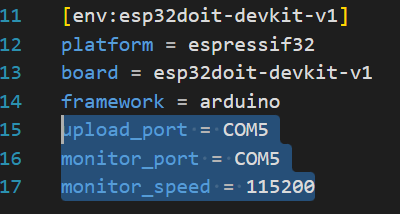 11 [env:esp32doit-devkit-v1]
12 platform = espressif32
13 board = esp32doit-devkit-v1
14 framework = arduino
15 upload_port = COM5
16 monitor_port = COM5
17 monitor_speed = 115200